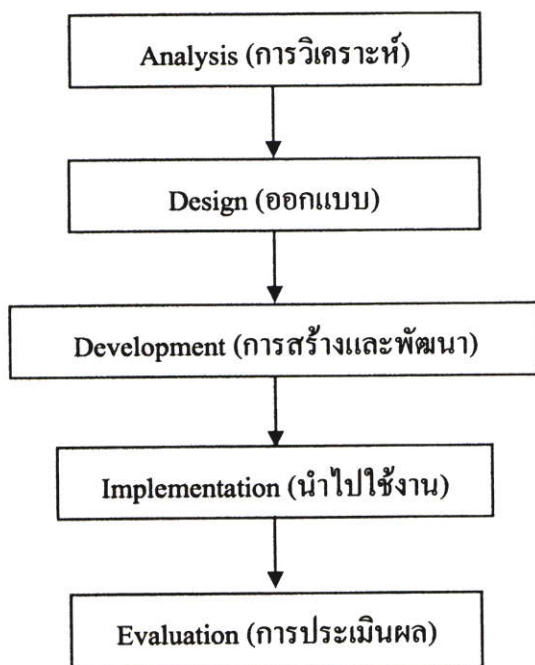 Analysis (การวิเคราะห์)
Design (ออกแบบ)
Development (การสร้างและพัฒนา)
Implementation (นำไปใช้งาน)
Evaluation (การประเมินผล)